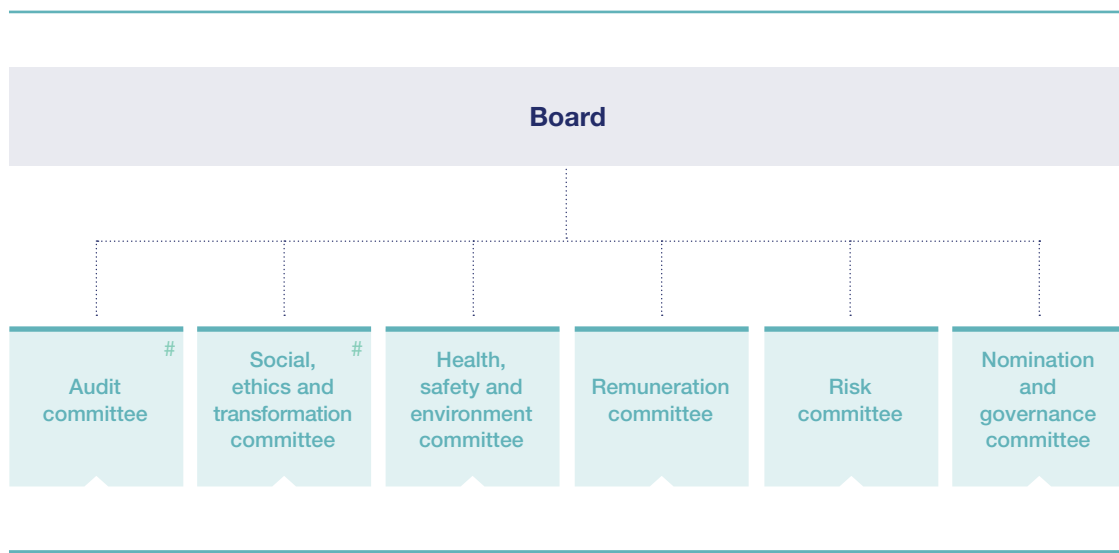 Board
#
Audit
committee
#
Social,
ethics and
transformation
committee
Health,
safety and
environment
committee
Remuneration
committee
Risk
committee
Nomination
and
governance
committee